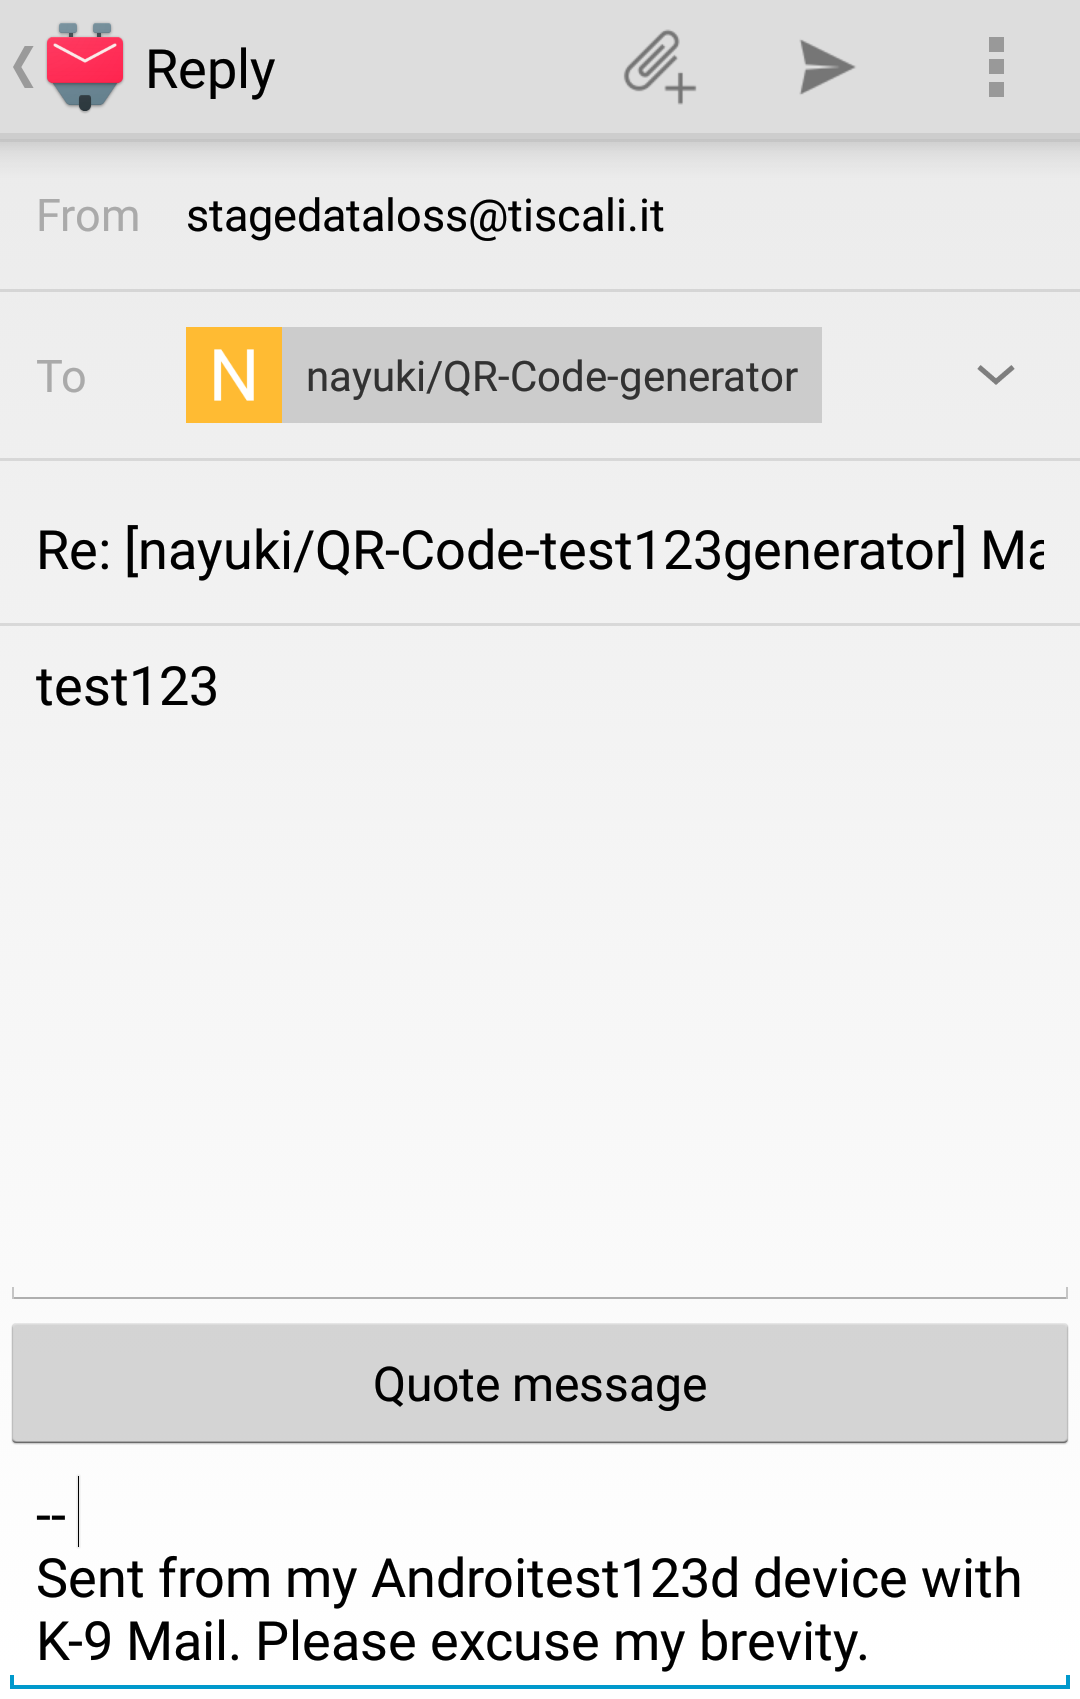 Reply
From stagedataloss@tiscali.it
To N nayuki/QR-Code-generator
Re: [nayuki/QR-Code-test123generator] Ma
test123
Quote message
--
Sent from my Androitest123d device with
K-9 Mail. Please excuse my brevity.